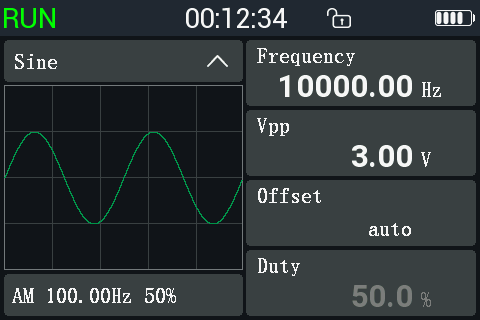 RUN 00:12:34
Sine
Frequency
10000.00 Hz
Vpp
3.00 V
Offset
auto
Duty
50.0 %
AM 100.00Hz 50%